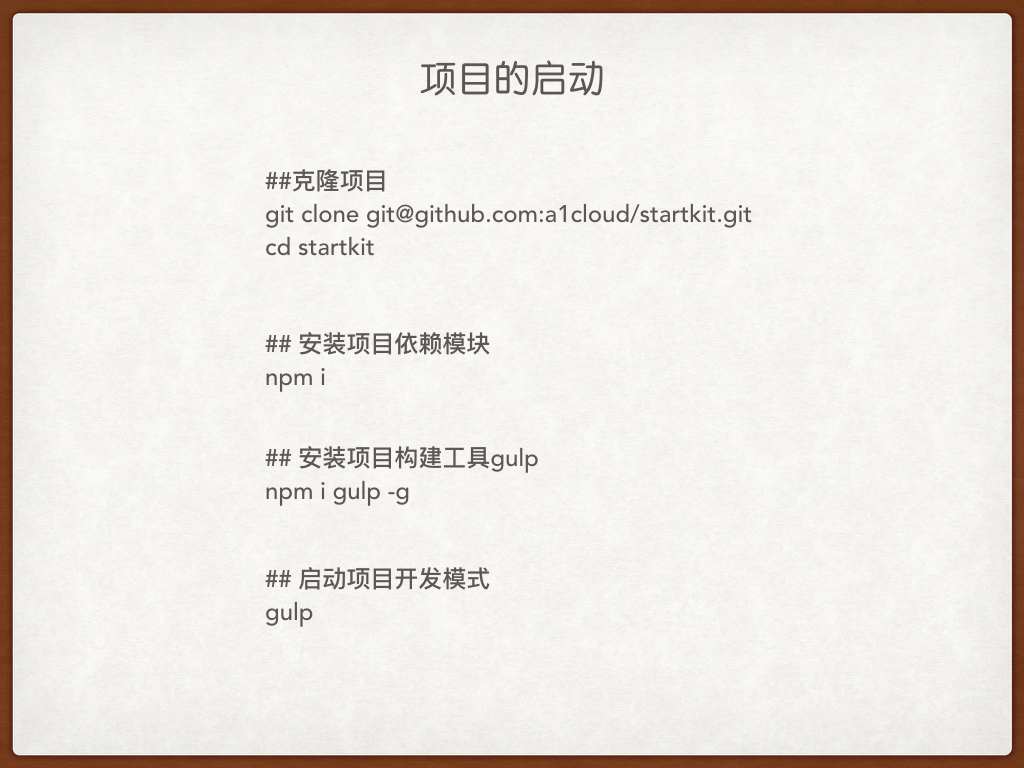 项目的启动
##克隆项目
git clone git@github.com:a1cloud/startkit.git
cd startkit
## 安装项目依赖模块
npm i
## 安装项目构建工具gulp
npm i gulp -g
## 启动项目开发模式
gulp